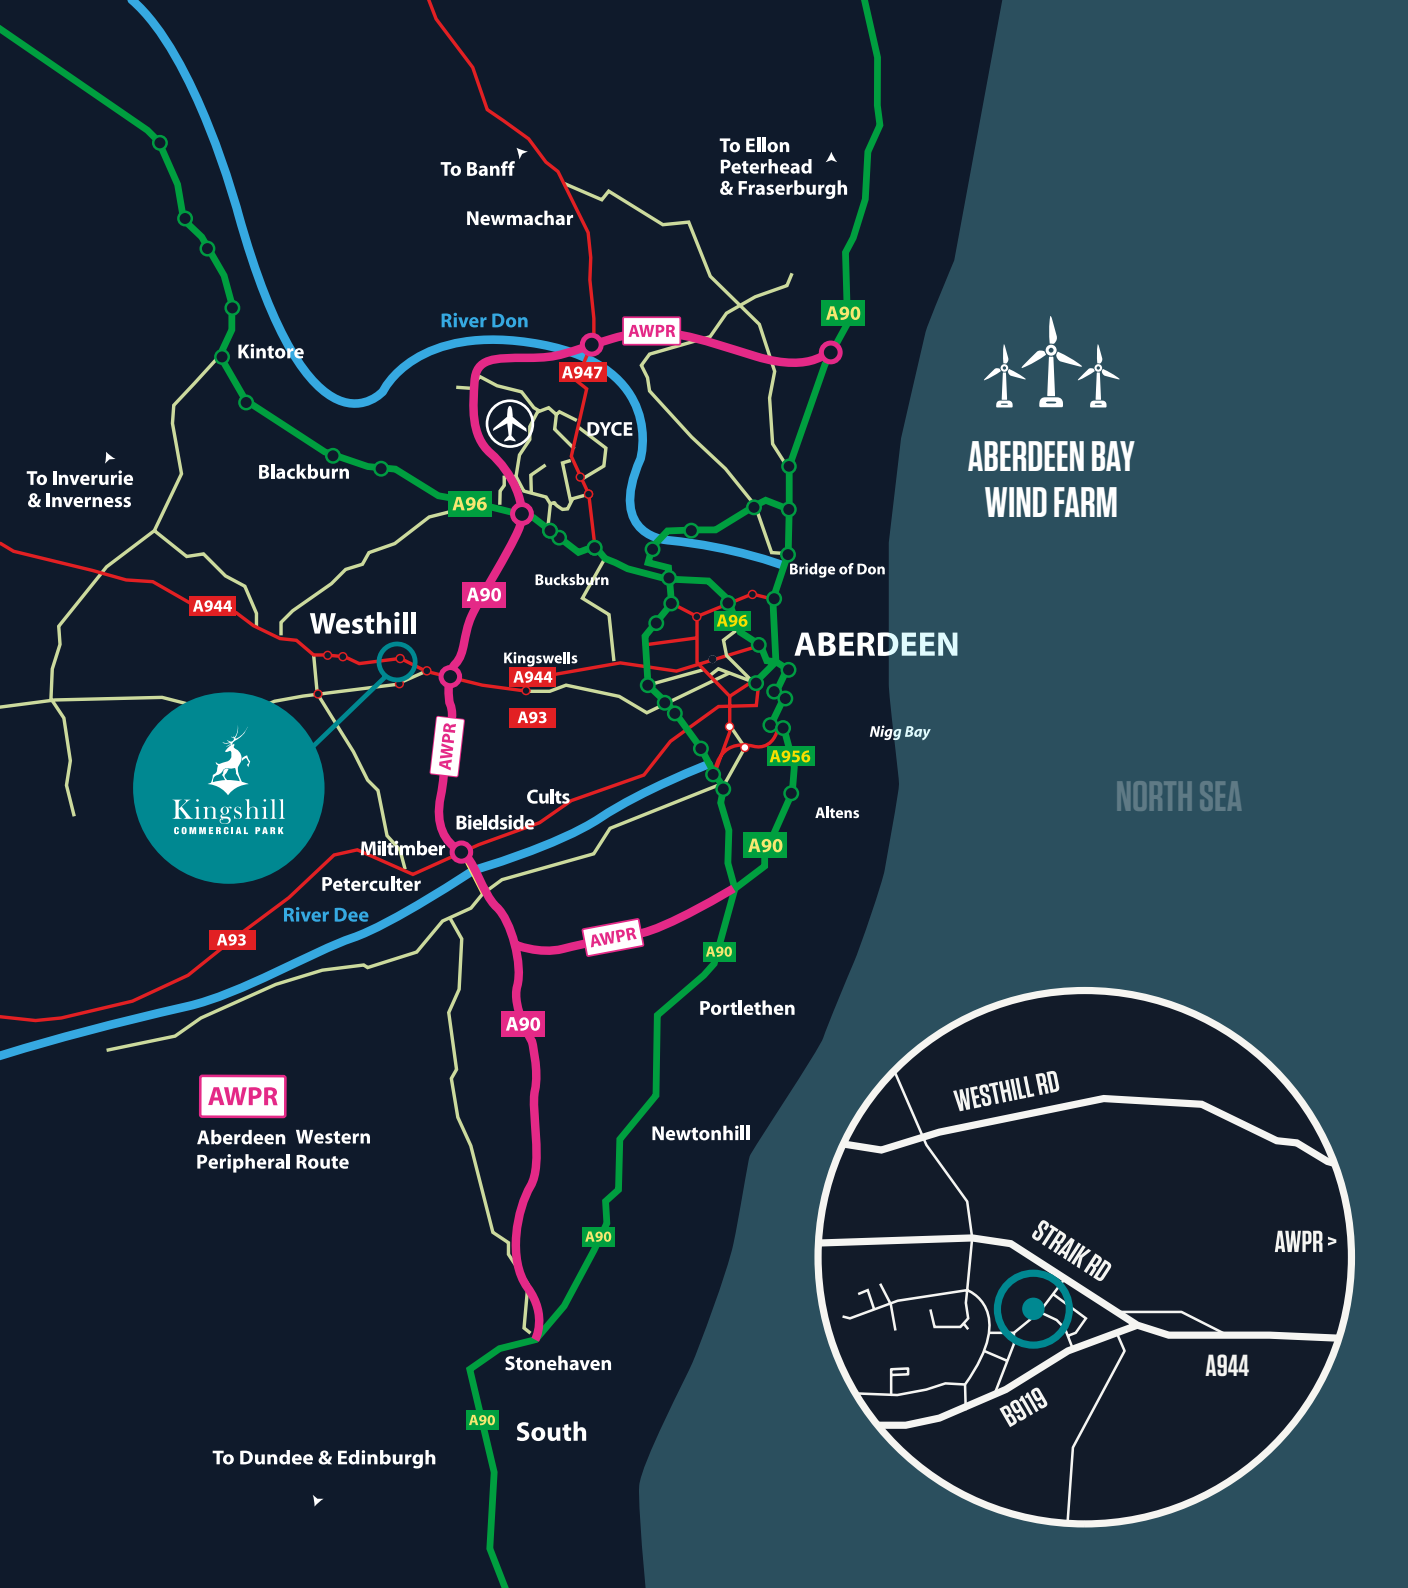 To Ellon
Peterhead
& Fraserburgh
To Banff
Newmachar
A90
River Don
AWPR
Kintore
A947
DYCE
ABERDEEN BAY
WIND FARM
To Inverurie
& Inverness
Blackburn
A96
Bridge of Don
Bucksburn
A90
A944
Westhill
A96
ABERDEEN
Kingswells
A944
A93
Nigg Bay
AWPR
A956
NORTH SEA
Kingshill
COMMERCIAL PARK
Cults
Bieldside
Altens
Miltimber
A90
Peterculter
River Dee
A93
AWPR
A90
Portlethen
A90
AWPR
Aberdeen Western
Peripheral Route
Newtonhill
A90
WESTHILL RD
STRAIK RD
AWPR >
A944
B9119
Stonehaven
A90
South
To Dundee & Edinburgh